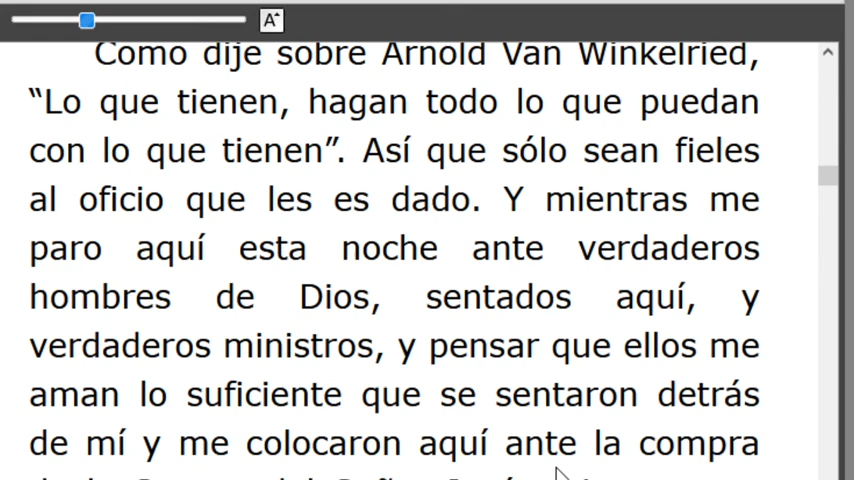 A
Como dije sobre Arnold Van Winkelried,
“Lo que tienen, hagan todo lo que puedan
con lo que tienen”. Así que sólo sean fieles
al oficio que les es dado. Y mientras me
paro aquí esta noche ante verdaderos
hombres de Dios, sentados aquí, y
verdaderos ministros, y pensar que ellos me
aman lo suficiente que se sentaron detrás
de mí y me colocaron aquí ante la compra